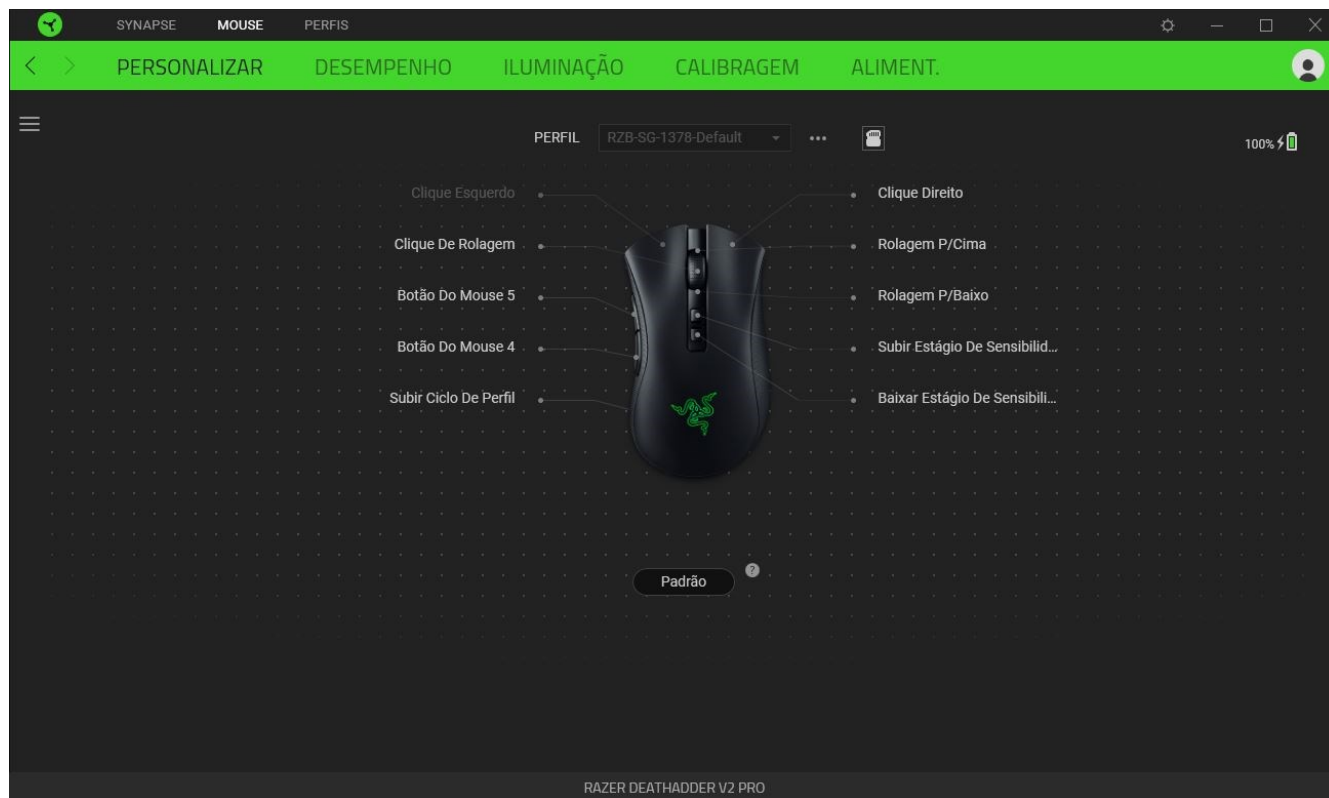 SYNAPSE MOUSE PERFIS
PERSONALIZAR DESEMPENHO ILUMINAÇÃO CALIBRAGEM ALIMENT.
PERFIL RZB-SG-1378-Default
100%
Clique Esquerdo Clique Direito
Clique De Rolagem Rolagem P/Cima
Botão Do Mouse 5 Rolagem P/Baixo
Botão Do Mouse 4 Subir Estágio De Sensibilid...
Subir Ciclo De Perfil Baixar Estágio De Sensibili...
Padrão ?
RAZER DEATHADDER V2 PRO